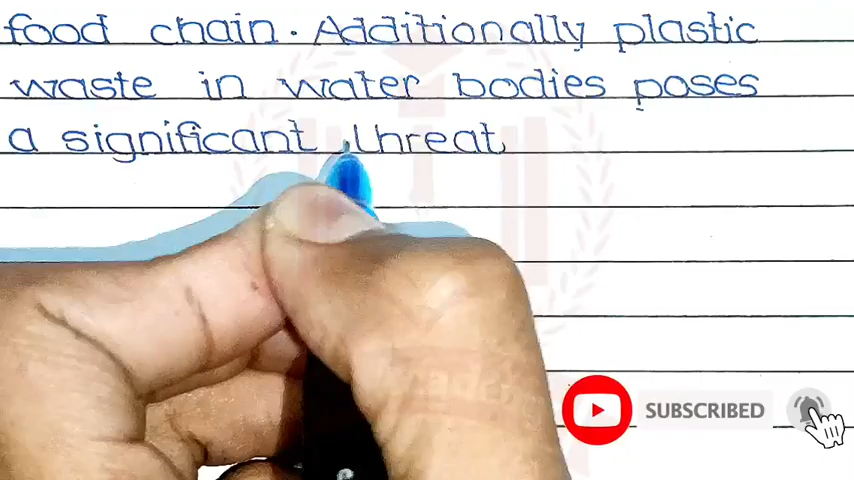 food chain. Additionally plastic
waste in water bodies poses
a significant threat
SUBSCRIBED